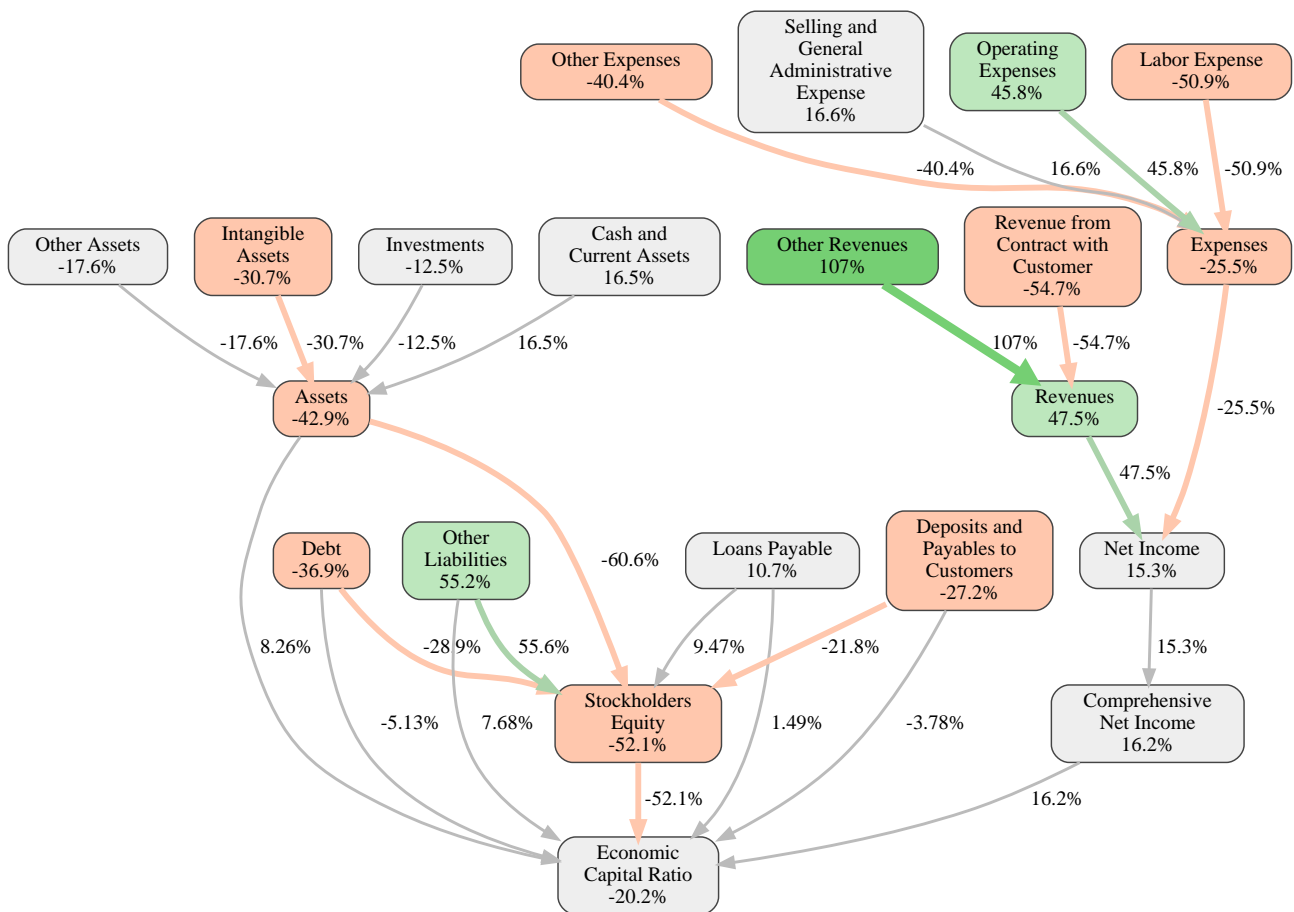 Other Expenses
-40.4%
Selling and
General
Administrative
Expense
16.6%
Operating
Expenses
45.8%
Labor Expense
-50.9%
-40.4%
16.6%
45.8%
-50.9%
Other Assets
-17.6%
Intangible
Assets
-30.7%
Investments
-12.5%
Cash and
Current Assets
16.5%
Other Revenues
107%
Revenue from
Contract with
Customer
-54.7%
Expenses
-25.5%
-17.6%
-30.7%
-12.5%
16.5%
107%
-54.7%
Assets
-42.9%
Revenues
47.5%
-25.5%
47.5%
Debt
-36.9%
Other
Liabilities
55.2%
-60.6%
Loans Payable
10.7%
Deposits and
Payables to
Customers
-27.2%
Net Income
15.3%
8.26%
-28.9%
55.6%
9.47%
-21.8%
15.3%
Stockholders
Equity
-52.1%
Comprehensive
Net Income
16.2%
-5.13%
7.68%
1.49%
-3.78%
-52.1%
16.2%
Economic
Capital Ratio
-20.2%